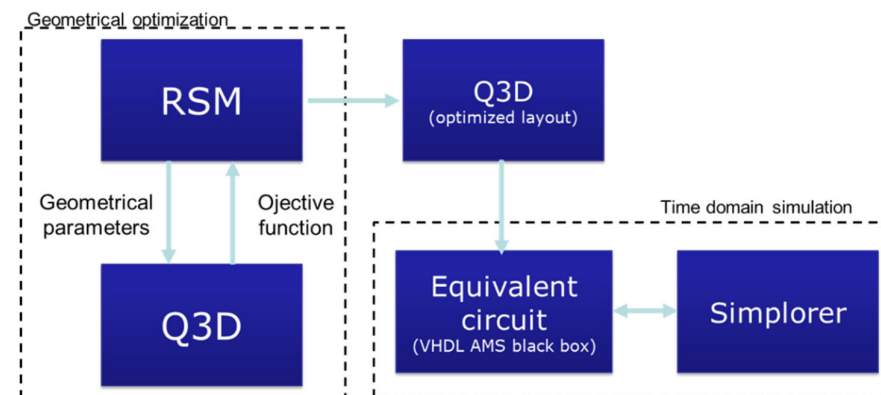 Geometrical optimization
RSM
Q3D
(optimized layout)
Geometrical
parameters
Ojective
function
Time domain simulation
Q3D
Equivalent
circuit
(VHDL AMS black box)
Simplorer